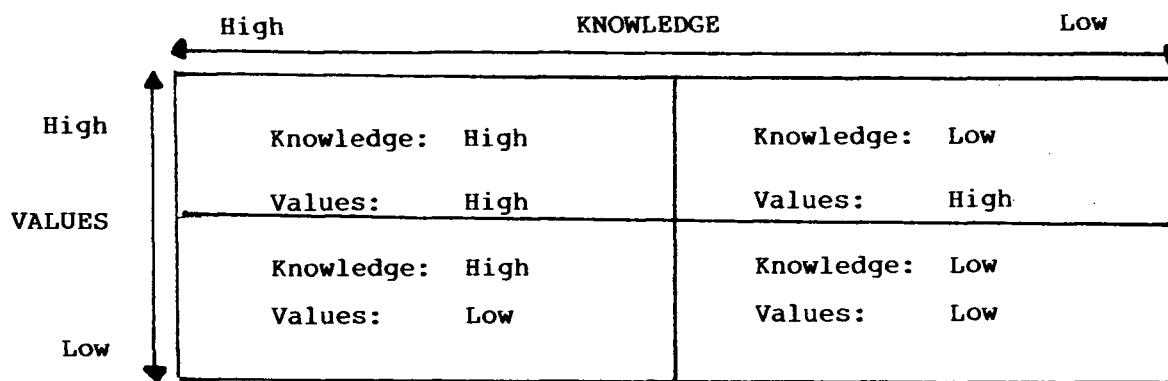 High KNOWLEDGE Low
High Knowledge: High Knowledge: Low
Values: High Values: High
VALUES
Knowledge: High Knowledge: Low
Values: Low Values: Low
Low